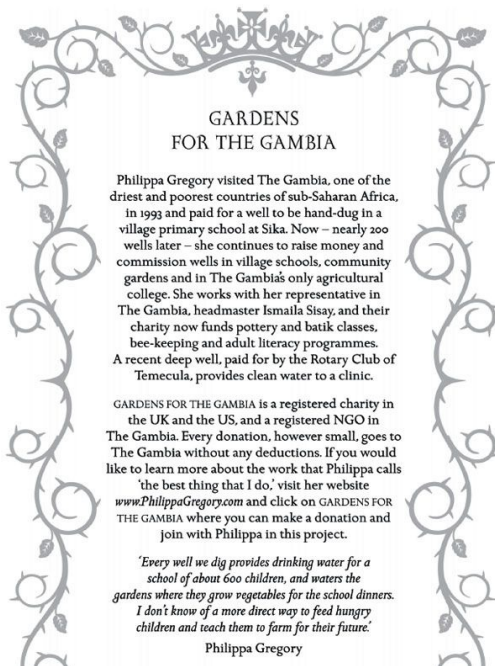 GARDENS
FOR THE GAMBIA
Philippa Gregory visited The Gambia, one of the
driest and poorest countries of sub-Saharan Africa,
in 1993 and paid for a well to be hand-dug in a
village primary school at Sika. Now – nearly 200
wells later – she continues to raise money and
commission wells in village schools, community
gardens and in The Gambia's only agricultural
college. She works with her representative in
The Gambia, headmaster Ismaila Sisay, and their
charity now funds pottery and batik classes,
bee-keeping and adult literacy programmes.
A recent deep well, paid for by the Rotary Club of
Temecula, provides clean water to a clinic.
GARDENS FOR THE GAMBIA is a registered charity in
the UK and the US, and a registered NGO in
The Gambia. Every donation, however small, goes to
The Gambia without any deductions. If you would
like to learn more about the work that Philippa calls
'the best thing that I do,' visit her website
www.PhilippaGregory.com and click on GARDENS FOR
THE GAMBIA where you can make a donation and
join with Philippa in this project.
'Every well we dig provides drinking water for a
school of about 600 children, and waters the
gardens where they grow vegetables for the school dinners.
I don't know of a more direct way to feed hungry
children and teach them to farm for their future.'
Philippa Gregory